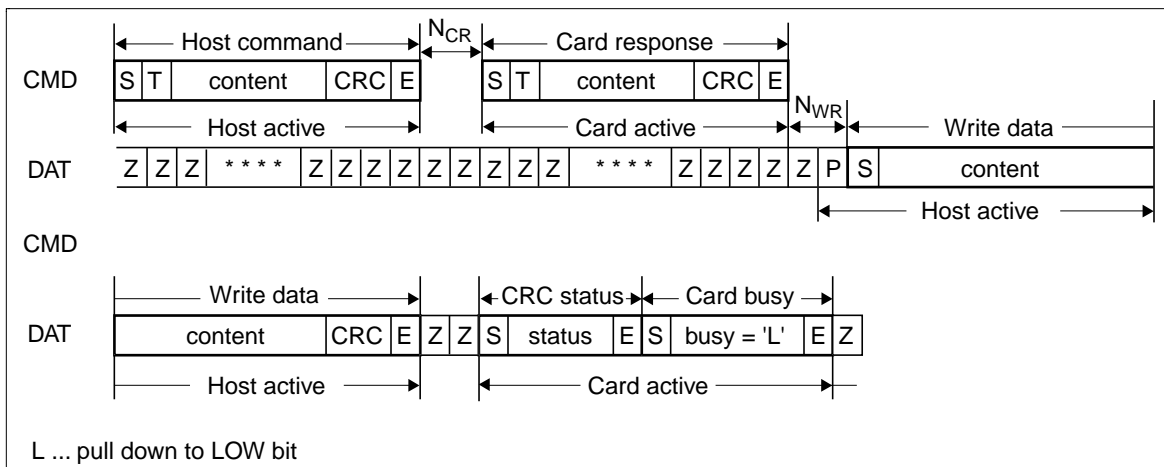 Host command N_CR Card response
CMD S T content CRC E S T content CRC E
N_WR
Host active Card active Write data
DAT Z Z Z * * * * Z Z Z Z Z Z Z Z Z * * * * Z Z Z Z Z P S content
Host active
CMD
Write data CRC status Card busy
DAT content CRC E Z Z S status E S busy = 'L' E Z
Host active Card active
L ... pull down to LOW bit